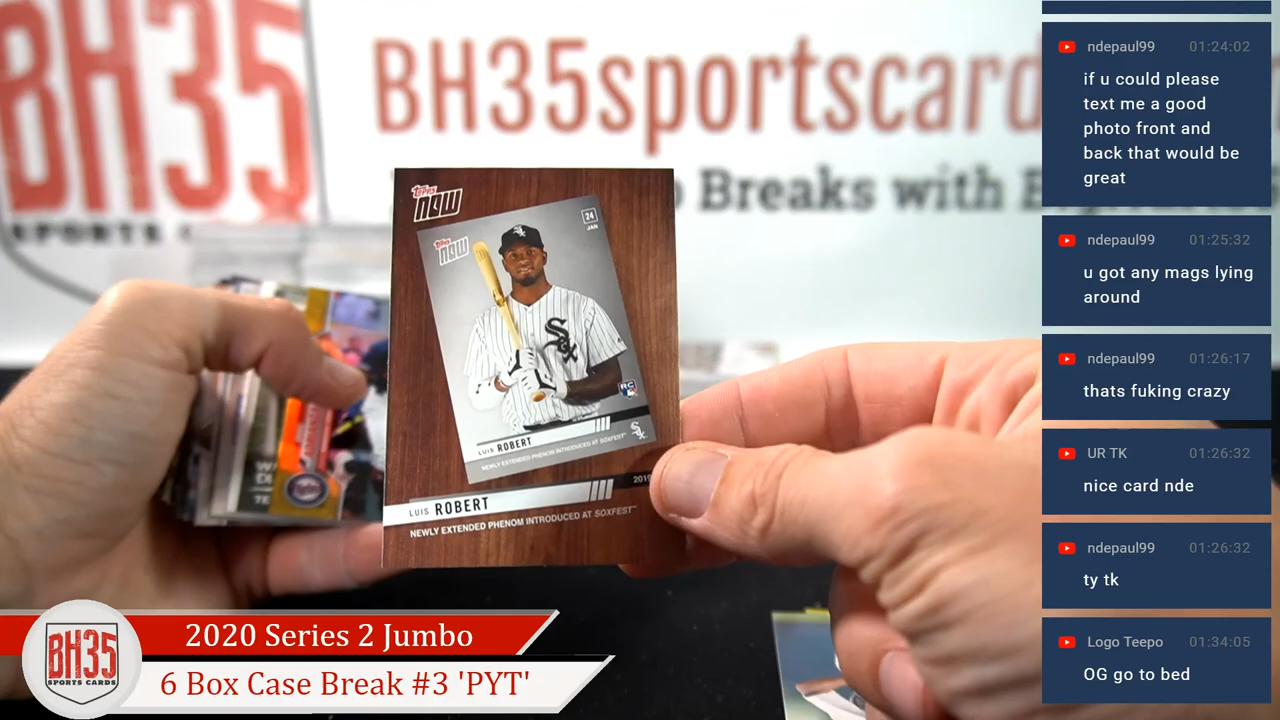 BH35
SPORTS
BH35sportscard
Breaks with
Topps
now
Topps
now
24
JAN
Sox
RC
LUIS ROBERT
NEWLY EXTENDED PHENOM INTRODUCED AT SOXFEST
2019
LUIS ROBERT
NEWLY EXTENDED PHENOM INTRODUCED AT SOXFEST
BH35
SPORTS CARDS
2020 Series 2 Jumbo
6 Box Case Break #3 'PYT'
ndepaul99 01:24:02
if u could please
text me a good
photo front and
back that would be
great
ndepaul99 01:25:32
u got any mags lying
around
ndepaul99 01:26:17
thats fuking crazy
UR TK 01:26:32
nice card nde
ndepaul99 01:26:32
ty tk
Logo Teepo 01:34:05
OG go to bed